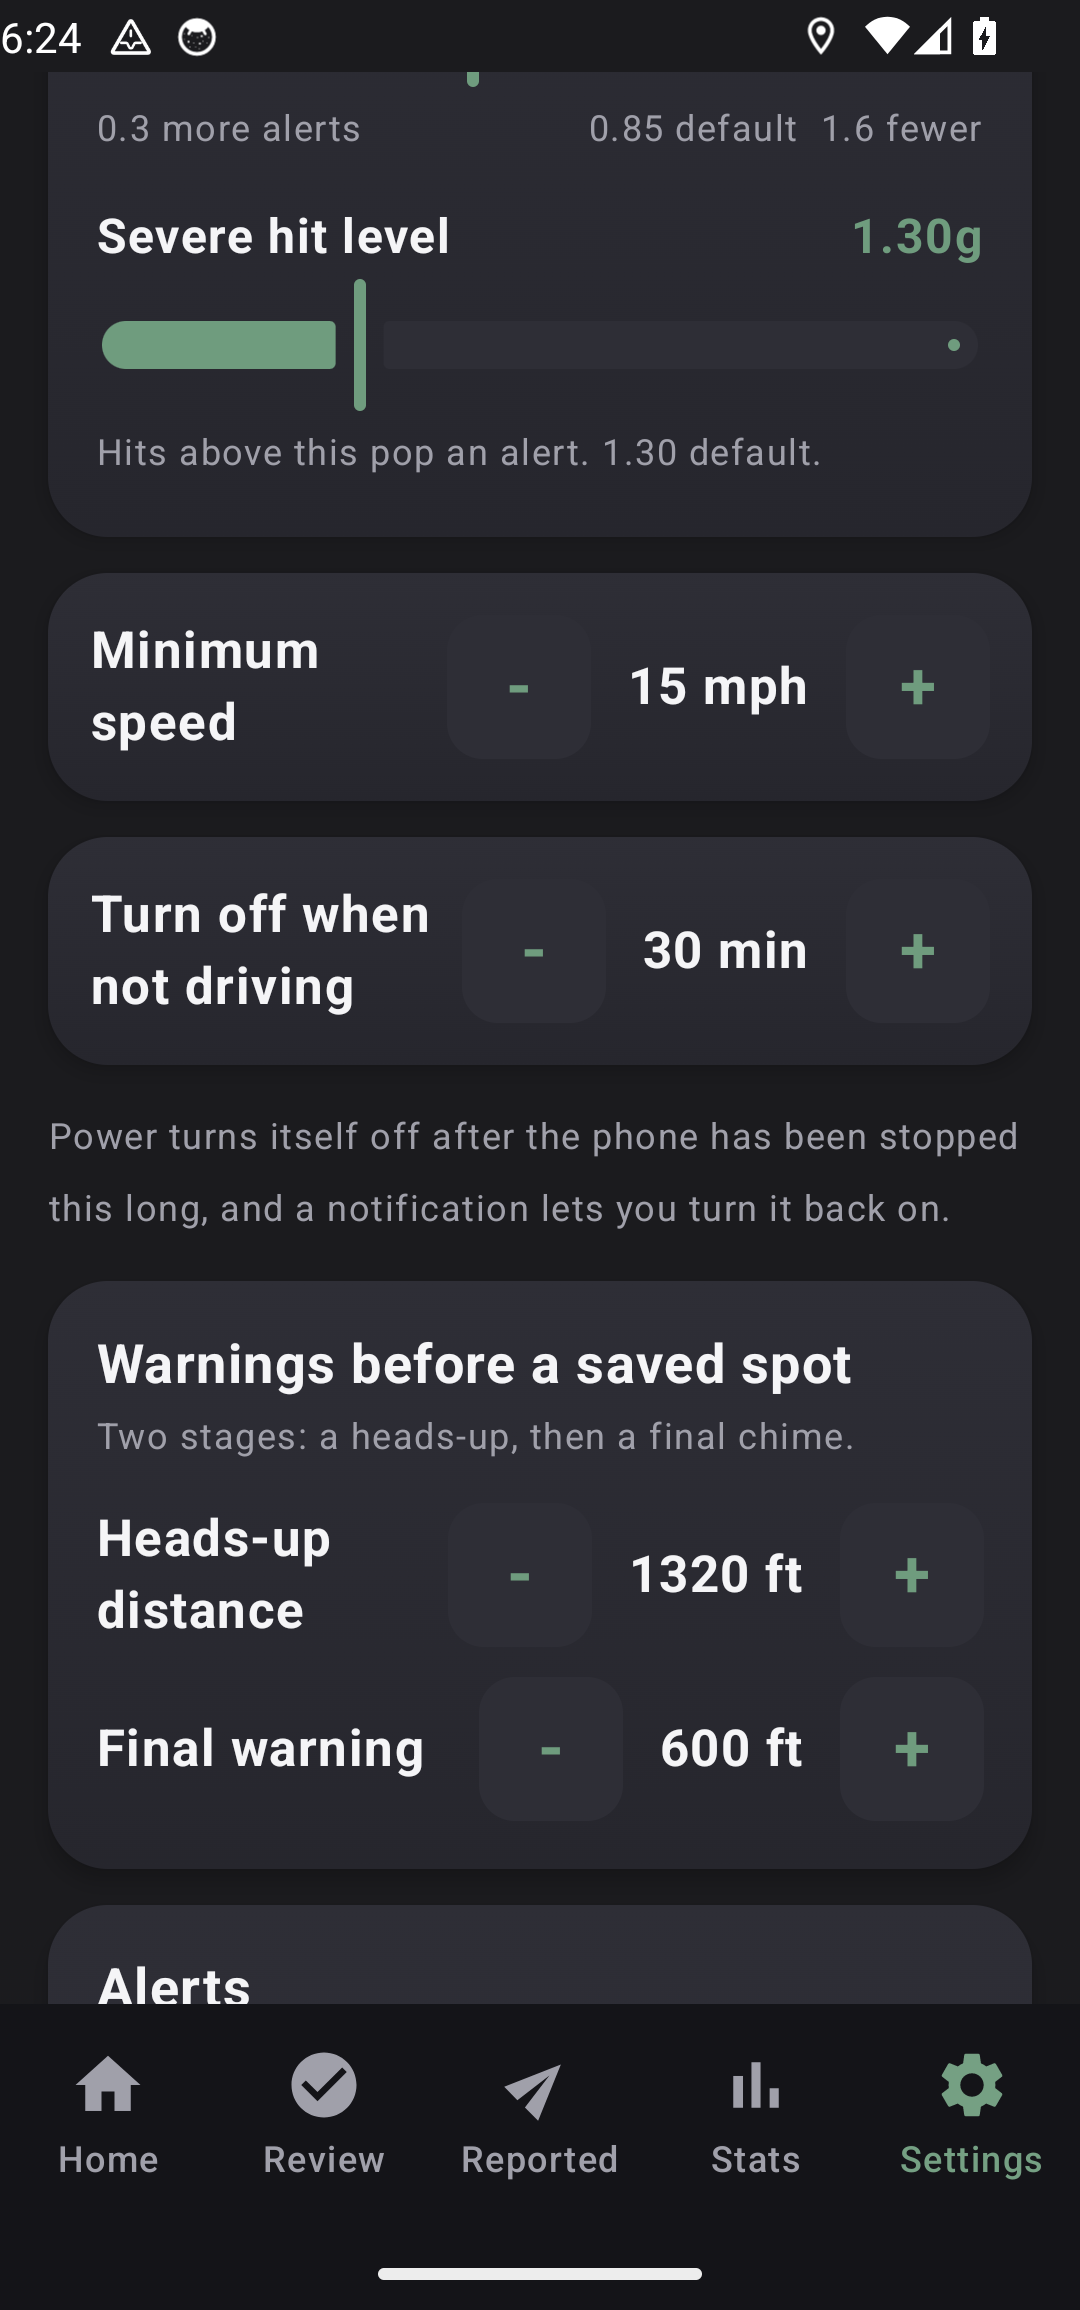 6:24
0.3 more alerts 0.85 default 1.6 fewer
Severe hit level 1.30g
Hits above this pop an alert. 1.30 default.
Minimum speed - 15 mph +
Turn off when not driving - 30 min +
Power turns itself off after the phone has been stopped
this long, and a notification lets you turn it back on.
Warnings before a saved spot
Two stages: a heads-up, then a final chime.
Heads-up distance - 1320 ft +
Final warning - 600 ft +
Alerts
Home Review Reported Stats Settings